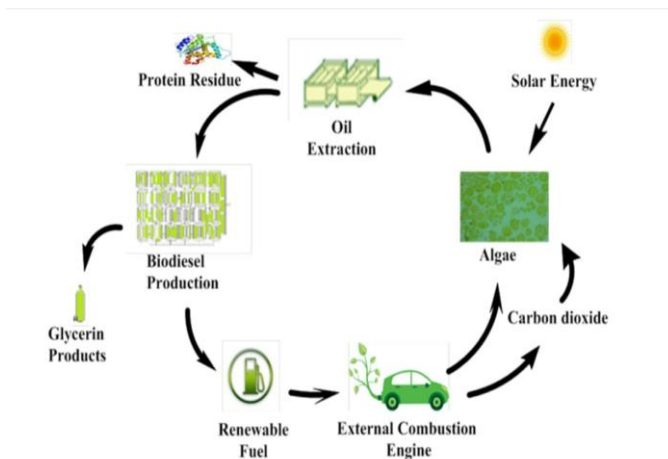 Protein Residue
Solar Energy
Oil
Extraction
Algae
Biodiesel
Production
Carbon dioxide
Glycerin
Products
Renewable
Fuel
External Combustion
Engine